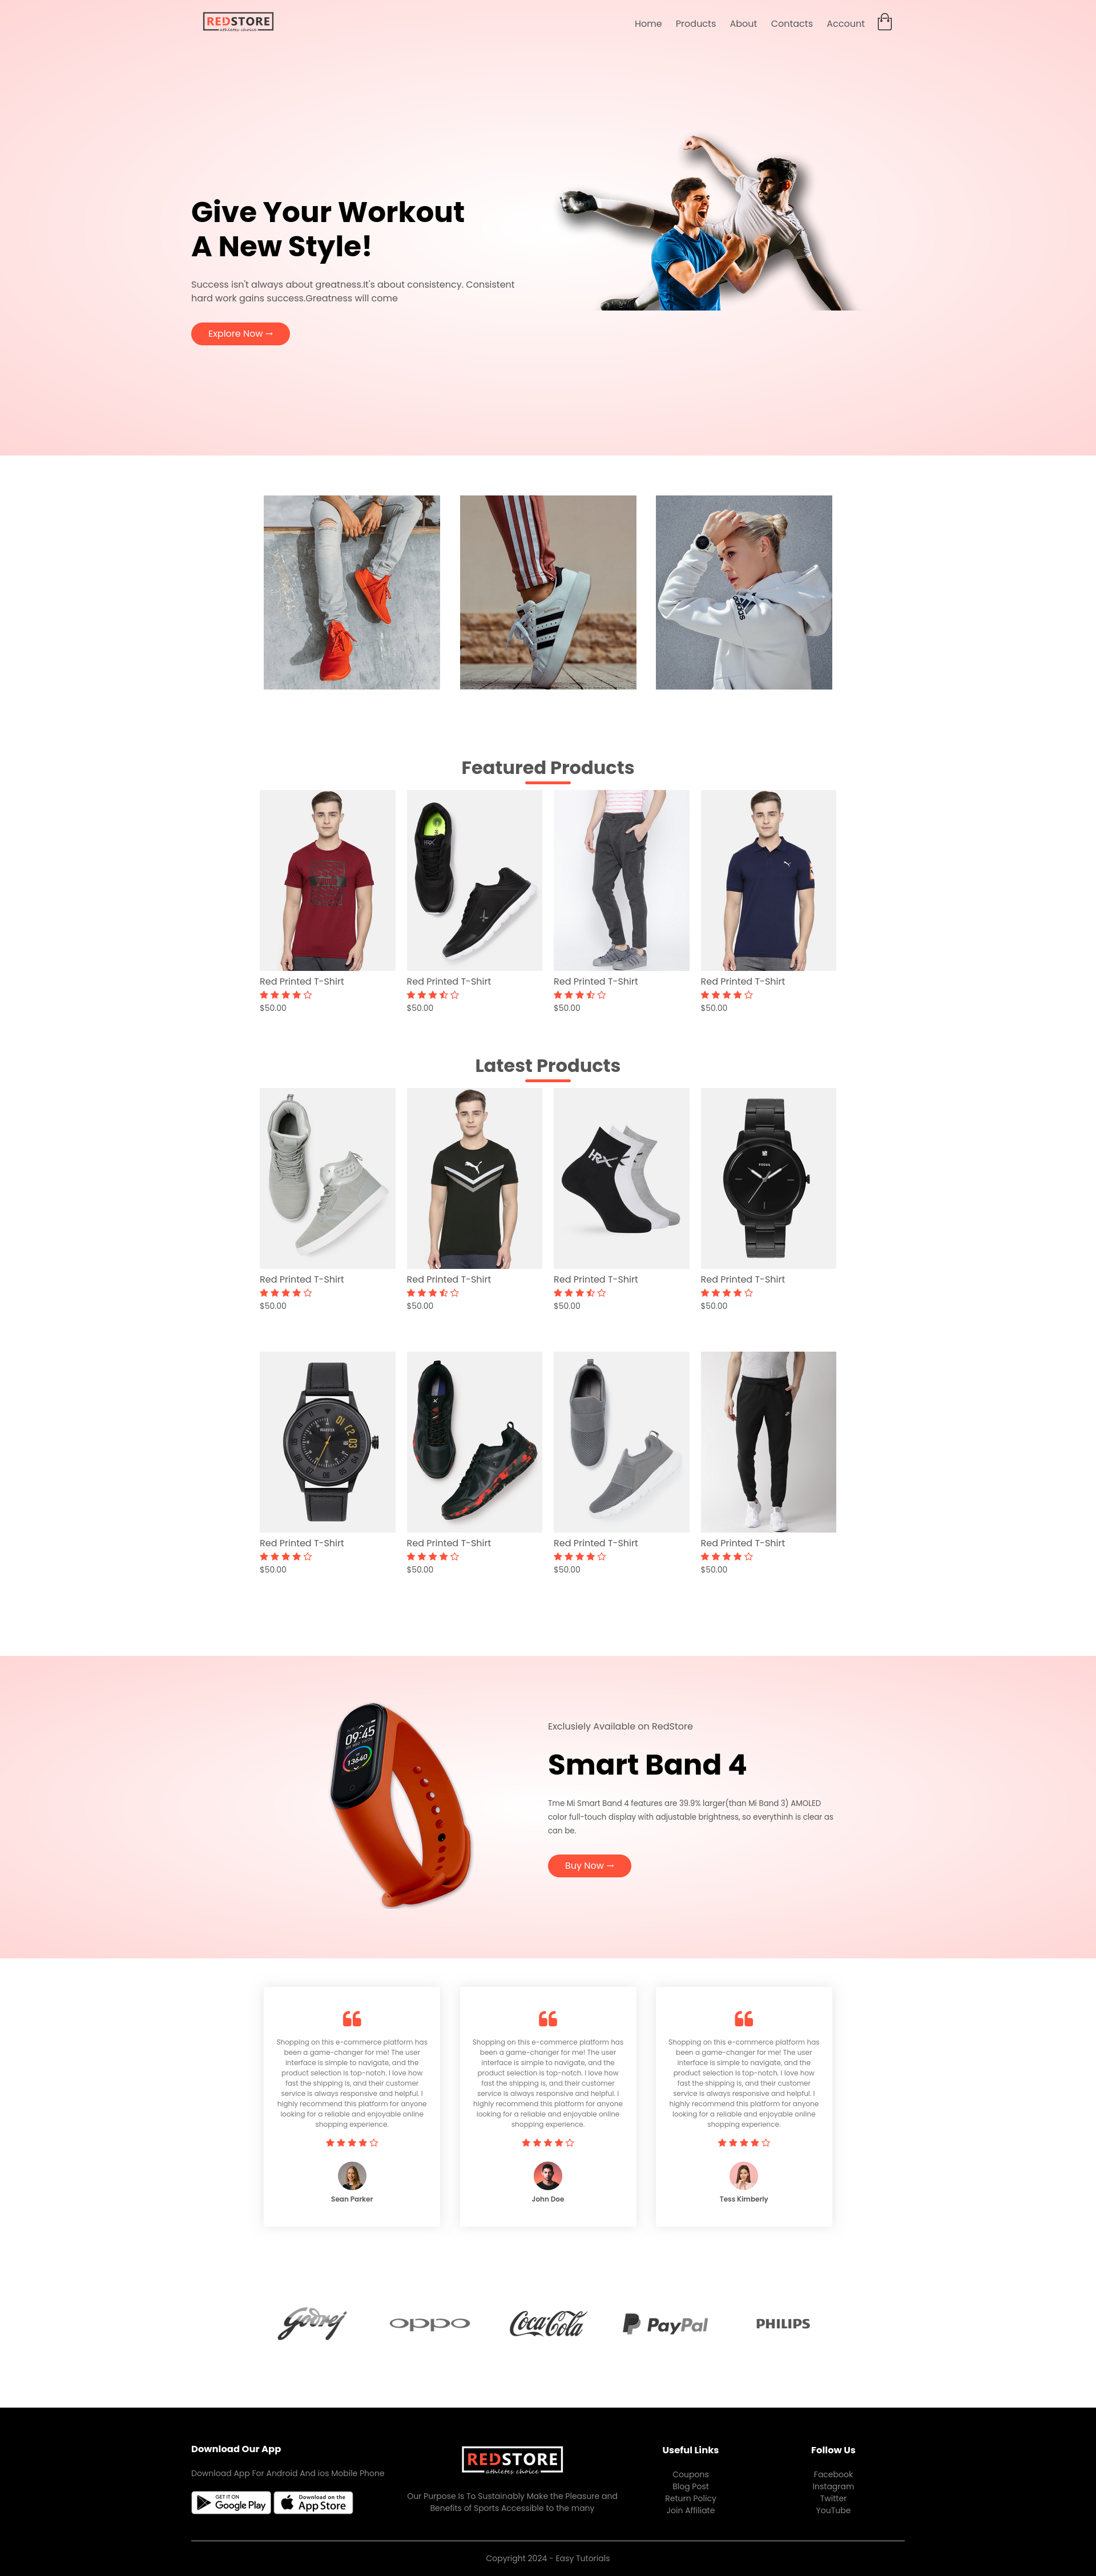 REDSTORE
athletes choice
Home Products About Contacts Account
Give Your Workout
A New Style!
Success isn't always about greatness.It's about consistency. Consistent
hard work gains success.Greatness will come
Explore Now →
adidas
Featured Products
HRX
Red Printed T-Shirt Red Printed T-Shirt Red Printed T-Shirt Red Printed T-Shirt
$50.00 $50.00 $50.00 $50.00
Latest Products
HRX
FOSSIL
Red Printed T-Shirt Red Printed T-Shirt Red Printed T-Shirt Red Printed T-Shirt
$50.00 $50.00 $50.00 $50.00
01 02 03
Red Printed T-Shirt Red Printed T-Shirt Red Printed T-Shirt Red Printed T-Shirt
$50.00 $50.00 $50.00 $50.00
09:45
13640
Exclusiely Available on RedStore
Smart Band 4
Tme Mi Smart Band 4 features are 39.9% larger(than Mi Band 3) AMOLED
color full-touch display with adjustable brightness, so everythinh is clear as
can be.
Buy Now →
Shopping on this e-commerce platform has
been a game-changer for me! The user
interface is simple to navigate, and the
product selection is top-notch. I love how
fast the shipping is, and their customer
service is always responsive and helpful. I
highly recommend this platform for anyone
looking for a reliable and enjoyable online
shopping experience.
Sean Parker
Shopping on this e-commerce platform has
been a game-changer for me! The user
interface is simple to navigate, and the
product selection is top-notch. I love how
fast the shipping is, and their customer
service is always responsive and helpful. I
highly recommend this platform for anyone
looking for a reliable and enjoyable online
shopping experience.
John Doe
Shopping on this e-commerce platform has
been a game-changer for me! The user
interface is simple to navigate, and the
product selection is top-notch. I love how
fast the shipping is, and their customer
service is always responsive and helpful. I
highly recommend this platform for anyone
looking for a reliable and enjoyable online
shopping experience.
Tess Kimberly
Godrej oppo Coca-Cola PayPal PHILIPS
Download Our App
Download App For Android And ios Mobile Phone
GET IT ON
Google Play
Download on the
App Store
REDSTORE
athletes choice
Our Purpose Is To Sustainably Make the Pleasure and
Benefits of Sports Accessible to the many
Useful Links
Coupons
Blog Post
Return Policy
Join Affiliate
Follow Us
Facebook
Instagram
Twitter
YouTube
Copyright 2024 - Easy Tutorials